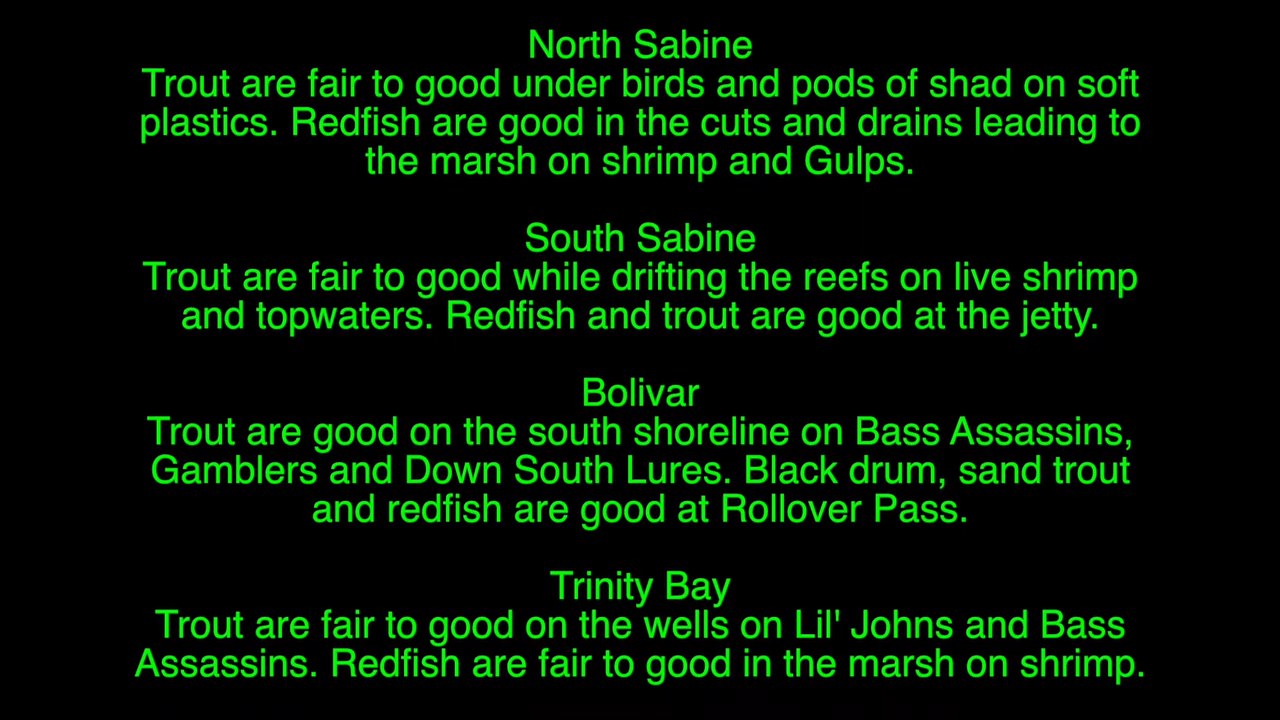 North Sabine
Trout are fair to good under birds and pods of shad on soft
plastics. Redfish are good in the cuts and drains leading to
the marsh on shrimp and Gulps.
South Sabine
Trout are fair to good while drifting the reefs on live shrimp
and topwaters. Redfish and trout are good at the jetty.
Bolivar
Trout are good on the south shoreline on Bass Assassins,
Gamblers and Down South Lures. Black drum, sand trout
and redfish are good at Rollover Pass.
Trinity Bay
Trout are fair to good on the wells on Lil' Johns and Bass
Assassins. Redfish are fair to good in the marsh on shrimp.